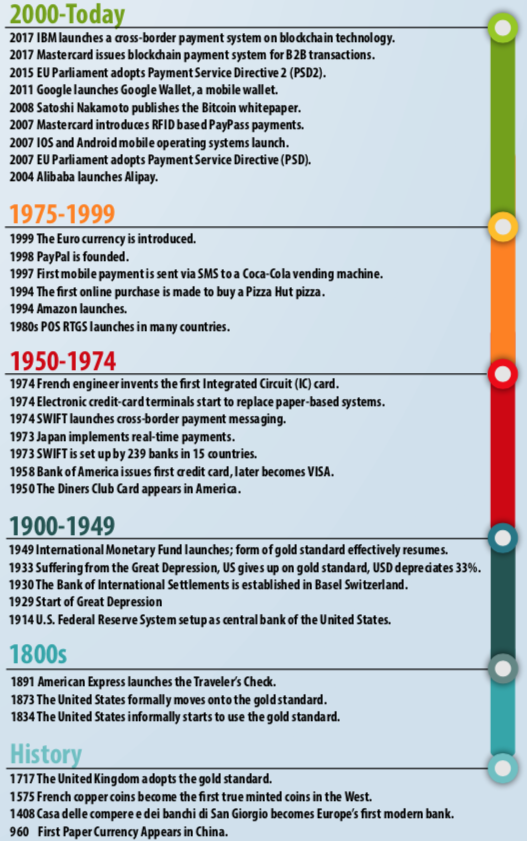 2000-Today
2017 IBM launches a cross-border payment system on blockchain technology.
2017 Mastercard issues blockchain payment system for B2B transactions.
2015 EU Parliament adopts Payment Service Directive 2 (PSD2).
2011 Google launches Google Wallet, a mobile wallet.
2008 Satoshi Nakamoto publishes the Bitcoin whitepaper.
2007 Mastercard introduces RFID based PayPass payments.
2007 IOS and Android mobile operating systems launch.
2007 EU Parliament adopts Payment Service Directive (PSD).
2004 Alibaba launches Alipay.
1975-1999
1999 The Euro currency is introduced.
1998 PayPal is founded.
1997 First mobile payment is sent via SMS to a Coca-Cola vending machine.
1994 The first online purchase is made to buy a Pizza Hut pizza.
1994 Amazon launches.
1980s POS RTGS launches in many countries.
1950-1974
1974 French engineer invents the first Integrated Circuit (IC) card.
1974 Electronic credit-card terminals start to replace paper-based systems.
1974 SWIFT launches cross-border payment messaging.
1973 Japan implements real-time payments.
1973 SWIFT is set up by 239 banks in 15 countries.
1958 Bank of America issues first credit card, later becomes VISA.
1950 The Diners Club Card appears in America.
1900-1949
1949 International Monetary Fund launches; form of gold standard effectively resumes.
1933 Suffering from the Great Depression, US gives up on gold standard, USD depreciates 33%.
1930 The Bank of International Settlements is established in Basel Switzerland.
1929 Start of Great Depression
1914 U.S. Federal Reserve System setup as central bank of the United States.
1800s
1891 American Express launches the Traveler's Check.
1873 The United States formally moves onto the gold standard.
1834 The United States informally starts to use the gold standard.
History
1717 The United Kingdom adopts the gold standard.
1575 French copper coins become the first true minted coins in the West.
1408 Casa delle compere e dei banchi di San Giorgio becomes Europe's first modern bank.
960 First Paper Currency Appears in China.